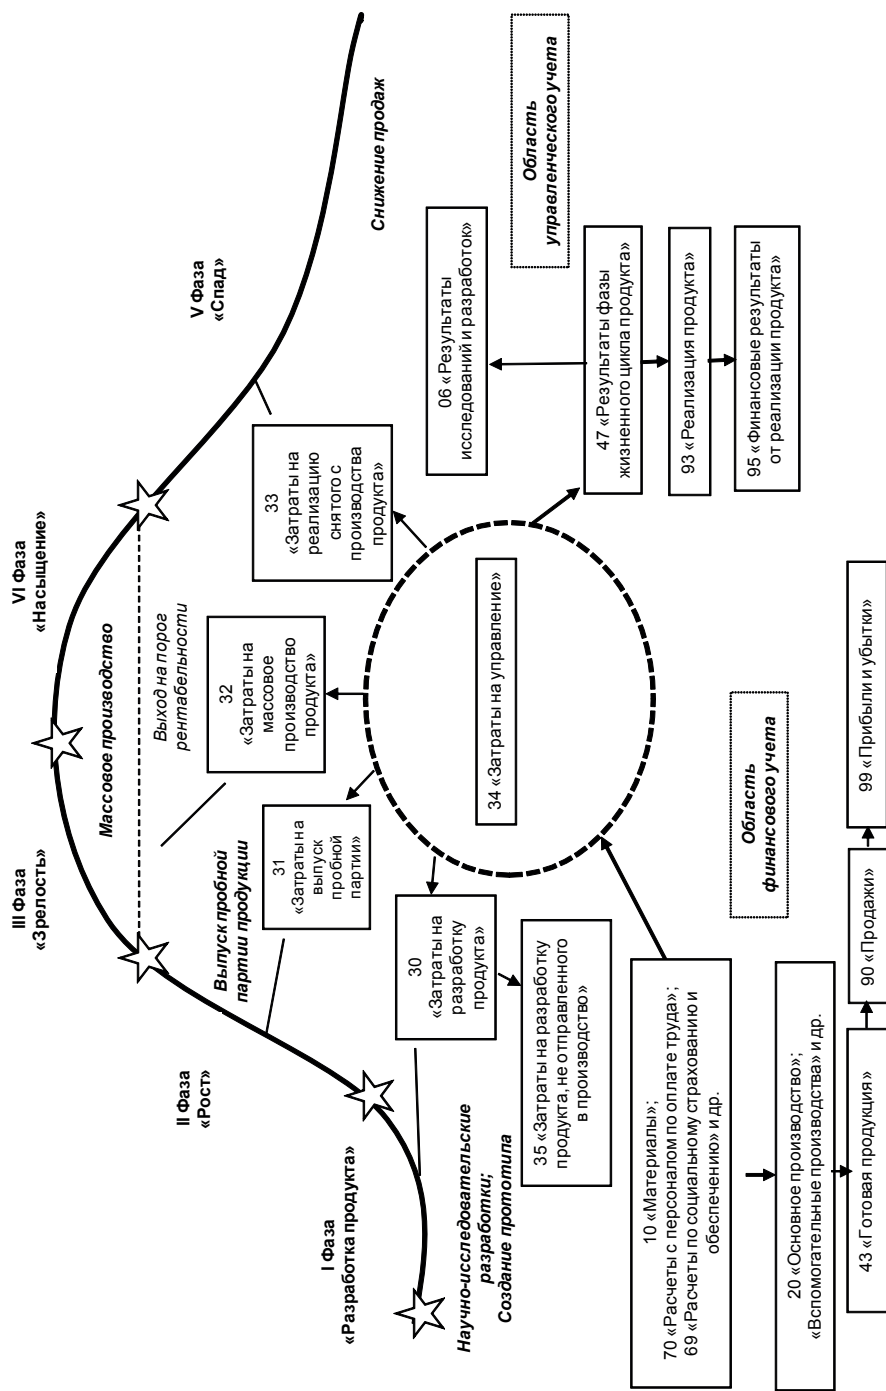 I Фаза
«Разработка продукта»
II Фаза
«Рост»
III Фаза
«Зрелость»
VI Фаза
«Насыщение»
V Фаза
«Спад»
Научно-исследовательские
разработки;
Создание прототипа
Выпуск пробной
партии продукции
Массовое производство
Выход на порог
рентабельности
Снижение продаж
30
«Затраты на
разработку
продукта»
31
«Затраты на
выпуск
пробной
партии»
32
«Затраты на
массовое
производство
продукта»
33
«Затраты на
реализацию
снятого с
производства
продукта»
34 «Затраты на управление»
35 «Затраты на разработку
продукта, не отправленного
в производство»
06 «Результаты
исследований и разработок»
Область
управленческого учета
47 «Результаты фазы
жизненного цикла продукта»
93 «Реализация продукта»
95 «Финансовые результаты
от реализации продукта»
10 «Материалы»;
70 «Расчеты с персоналом по оплате труда»;
69 «Расчеты по социальному страхованию и
обеспечению» и др.
Область
финансового учета
20 «Основное производство»;
«Вспомогательные производства» и др.
43 «Готовая продукция»
90 «Продажи»
99 «Прибыли и убытки»